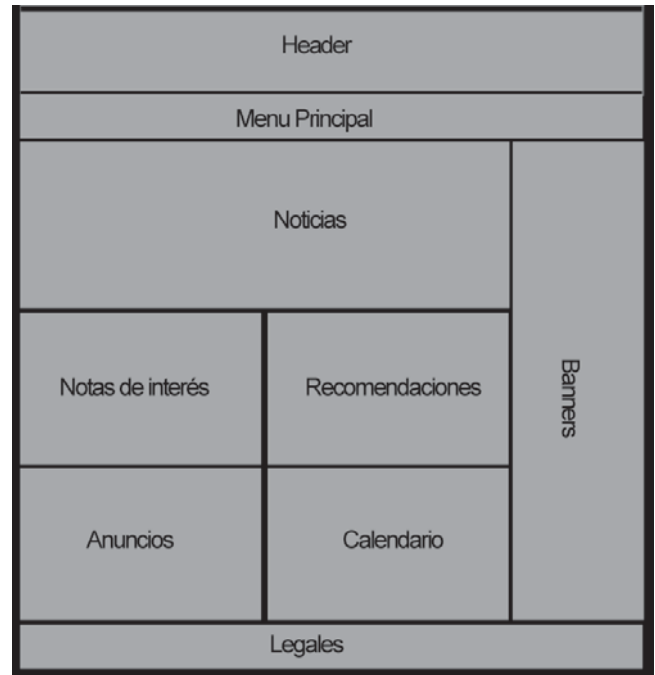 Header
Menu Principal
Noticias
Notas de interés
Recomendaciones
Banners
Anuncios
Calendario
Legales